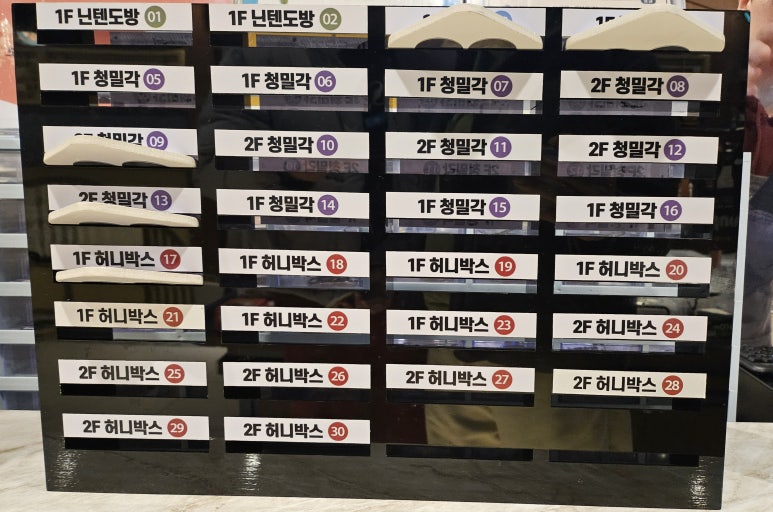 1F 닌텐도방 01
1F 닌텐도방 02
1F 청밀각 05
1F 청밀각 06
1F 청밀각 07
2F 청밀각 08
2F 청밀각 09
2F 청밀각 10
2F 청밀각 11
2F 청밀각 12
2F 청밀각 13
1F 청밀각 14
1F 청밀각 15
1F 청밀각 16
1F 허니박스 17
1F 허니박스 18
1F 허니박스 19
1F 허니박스 20
1F 허니박스 21
1F 허니박스 22
1F 허니박스 23
2F 허니박스 24
2F 허니박스 25
2F 허니박스 26
2F 허니박스 27
2F 허니박스 28
2F 허니박스 29
2F 허니박스 30